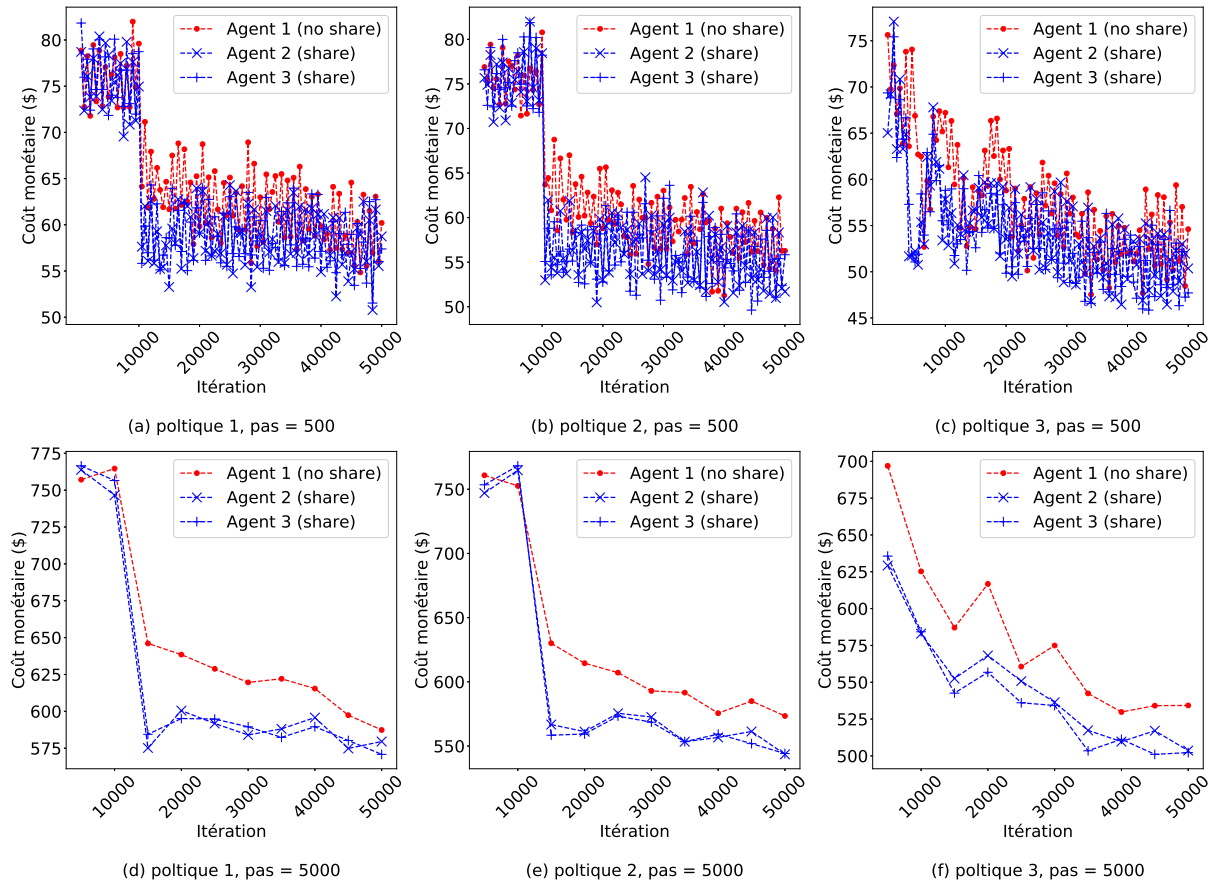 80
75
70
65
60
55
50
Coût monétaire ($)
10000
20000
30000
40000
50000
Itération
Agent 1 (no share)
Agent 2 (share)
Agent 3 (share)
(a) poltique 1, pas = 500
80
75
70
65
60
55
50
Coût monétaire ($)
10000
20000
30000
40000
50000
Itération
Agent 1 (no share)
Agent 2 (share)
Agent 3 (share)
(b) poltique 2, pas = 500
75
70
65
60
55
50
45
Coût monétaire ($)
10000
20000
30000
40000
50000
Itération
Agent 1 (no share)
Agent 2 (share)
Agent 3 (share)
(c) poltique 3, pas = 500
775
750
725
700
675
650
625
600
575
Coût monétaire ($)
10000
20000
30000
40000
50000
Itération
Agent 1 (no share)
Agent 2 (share)
Agent 3 (share)
(d) poltique 1, pas = 5000
750
700
650
600
550
Coût monétaire ($)
10000
20000
30000
40000
50000
Itération
Agent 1 (no share)
Agent 2 (share)
Agent 3 (share)
(e) poltique 2, pas = 5000
700
675
650
625
600
575
550
525
500
Coût monétaire ($)
10000
20000
30000
40000
50000
Itération
Agent 1 (no share)
Agent 2 (share)
Agent 3 (share)
(f) poltique 3, pas = 5000